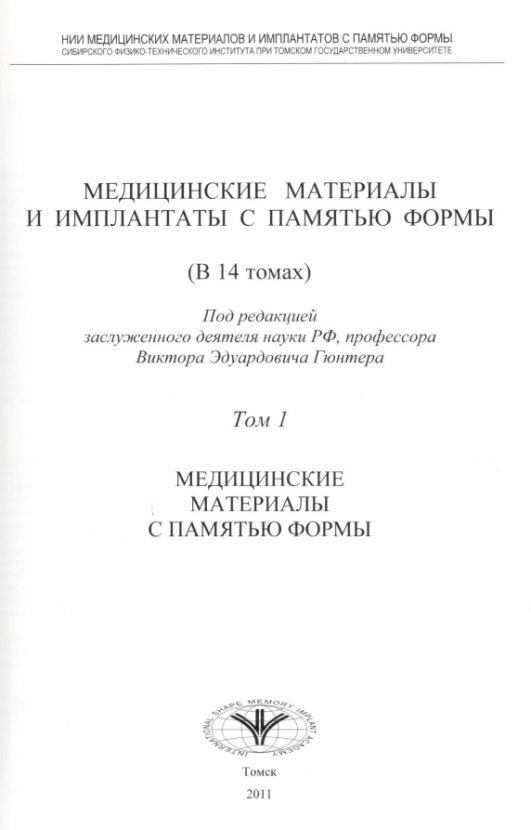 НИИ МЕДИЦИНСКИХ МАТЕРИАЛОВ И ИМПЛАНТАТОВ С ПАМЯТЬЮ ФОРМЫ
СИБИРСКОГО ФИЗИКО-ТЕХНИЧЕСКОГО ИНСТИТУТА ПРИ ТОМСКОМ ГОСУДАРСТВЕННОМ УНИВЕРСИТЕТЕ
МЕДИЦИНСКИЕ МАТЕРИАЛЫ
И ИМПЛАНТАТЫ С ПАМЯТЬЮ ФОРМЫ
(В 14 томах)
Под редакцией
заслуженного деятеля науки РФ, профессора
Виктора Эдуардовича Гюнтера
Том 1
МЕДИЦИНСКИЕ
МАТЕРИАЛЫ
С ПАМЯТЬЮ ФОРМЫ
INTERNATIONAL SHAPE MEMORY IMPLANT ACADEMY
Томск
2011